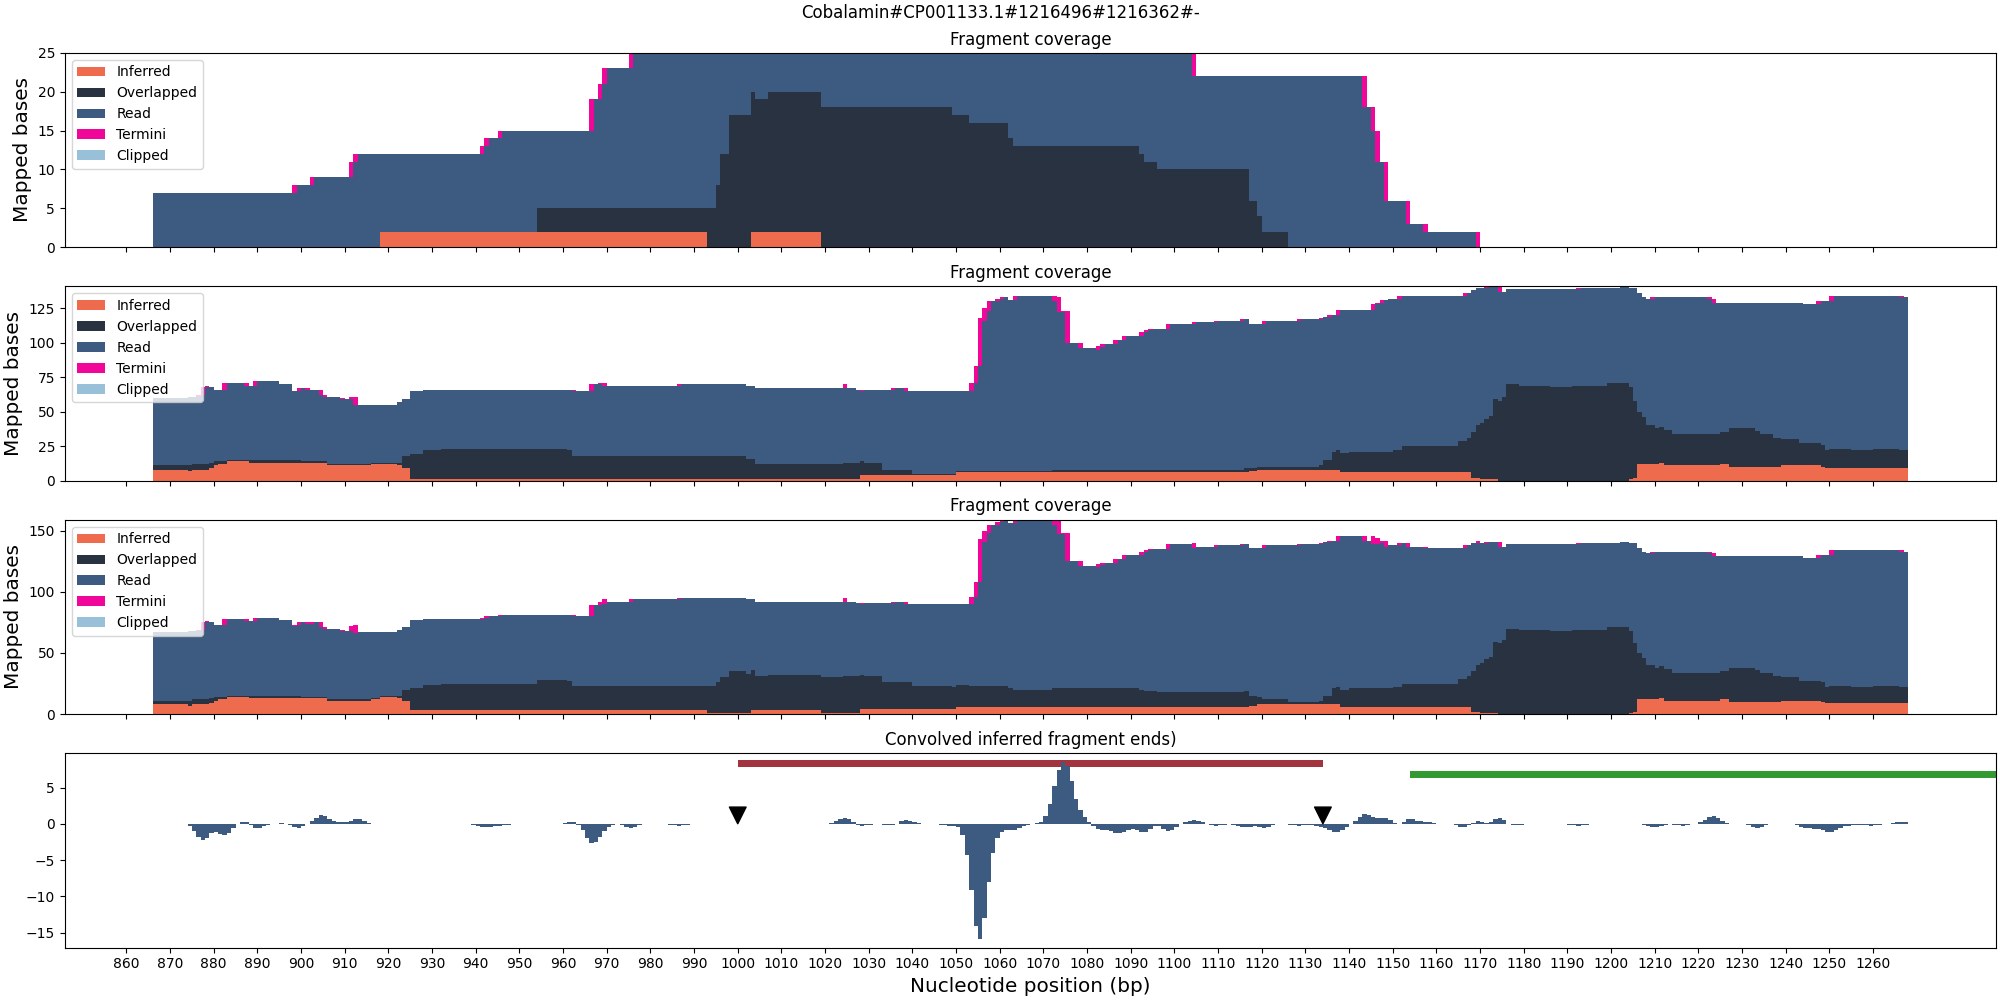 Cobalamin#CP001133.1#1216496#1216362#-
Fragment coverage
Mapped bases
25
20
15
10
5
0
Inferred
Overlapped
Read
Termini
Clipped
Fragment coverage
Mapped bases
125
100
75
50
25
0
Inferred
Overlapped
Read
Termini
Clipped
Fragment coverage
Mapped bases
150
100
50
0
Inferred
Overlapped
Read
Termini
Clipped
Convolved inferred fragment ends)
5
0
−5
−10
−15
860 870 880 890 900 910 920 930 940 950 960 970 980 990 1000 1010 1020 1030 1040 1050 1060 1070 1080 1090 1100 1110 1120 1130 1140 1150 1160 1170 1180 1190 1200 1210 1220 1230 1240 1250 1260
Nucleotide position (bp)